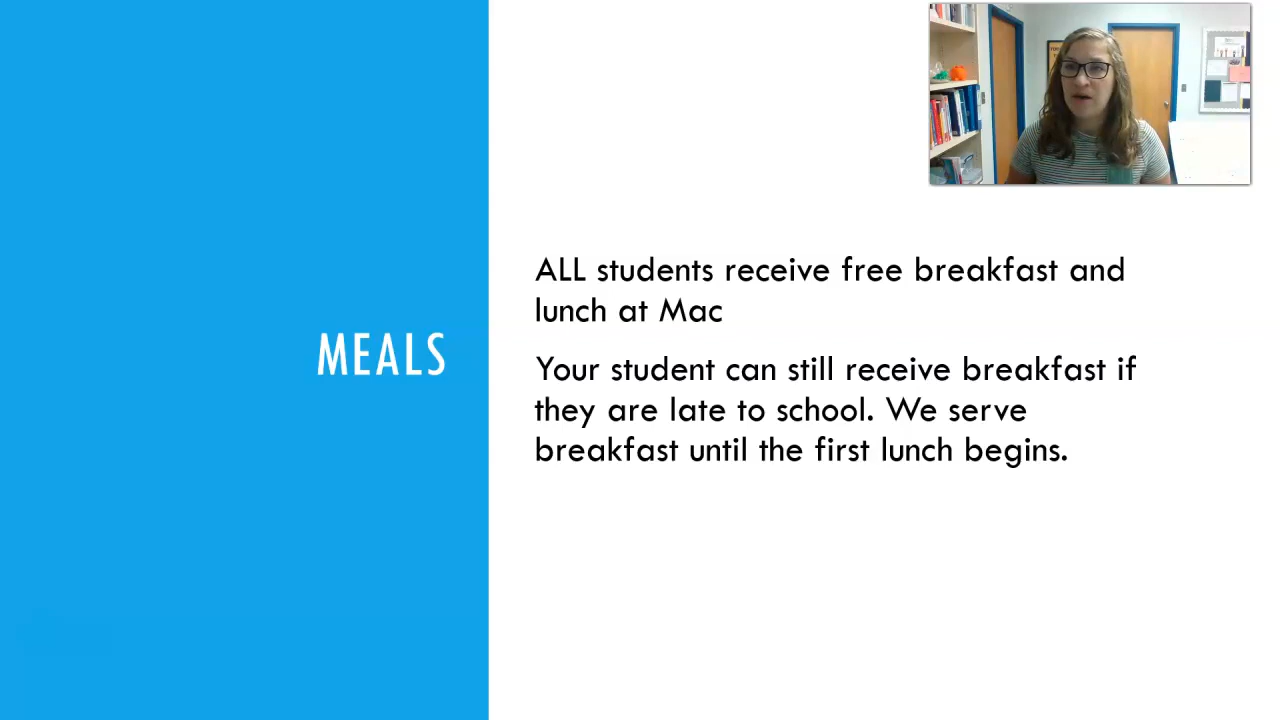 MEALS
ALL students receive free breakfast and
lunch at Mac
Your student can still receive breakfast if
they are late to school. We serve
breakfast until the first lunch begins.